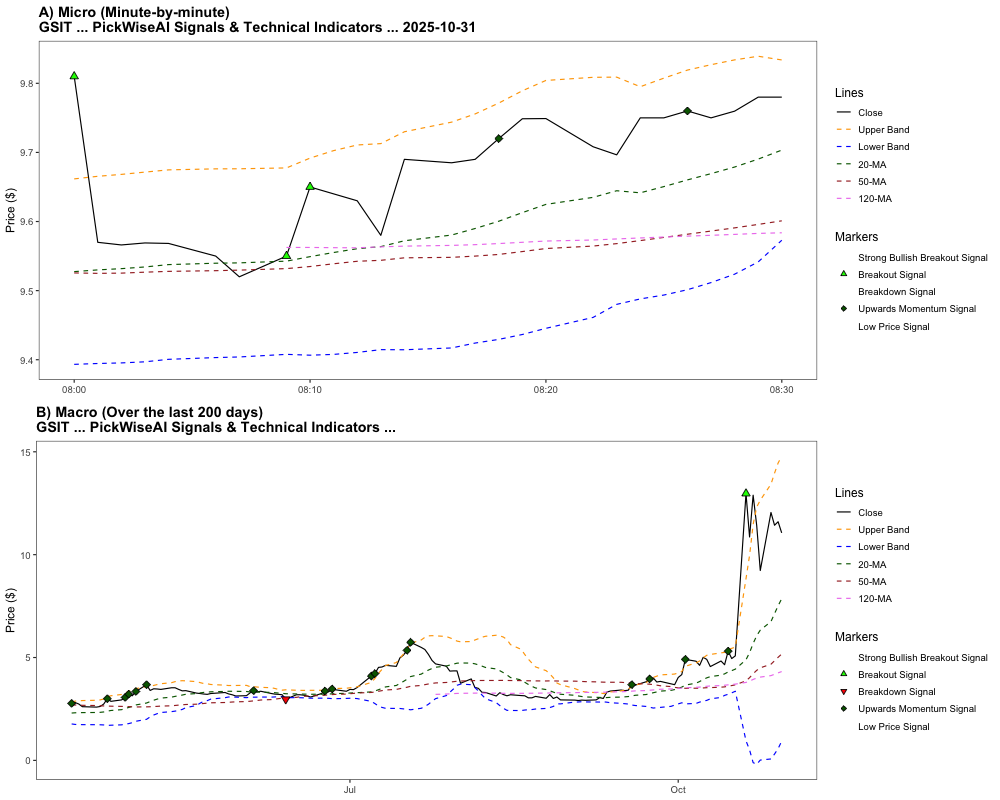 A) Micro (Minute-by-minute)
GSIT ... PickWiseAI Signals & Technical Indicators ... 2025-10-31
Price ($)
9.8
9.7
9.6
9.5
9.4
08:00
08:10
08:20
08:30
Lines
Close
Upper Band
Lower Band
20-MA
50-MA
120-MA
Markers
Strong Bullish Breakout Signal
Breakout Signal
Breakdown Signal
Upwards Momentum Signal
Low Price Signal
B) Macro (Over the last 200 days)
GSIT ... PickWiseAI Signals & Technical Indicators ...
Price ($)
15
10
5
0
Jul
Oct
Lines
Close
Upper Band
Lower Band
20-MA
50-MA
120-MA
Markers
Strong Bullish Breakout Signal
Breakout Signal
Breakdown Signal
Upwards Momentum Signal
Low Price Signal